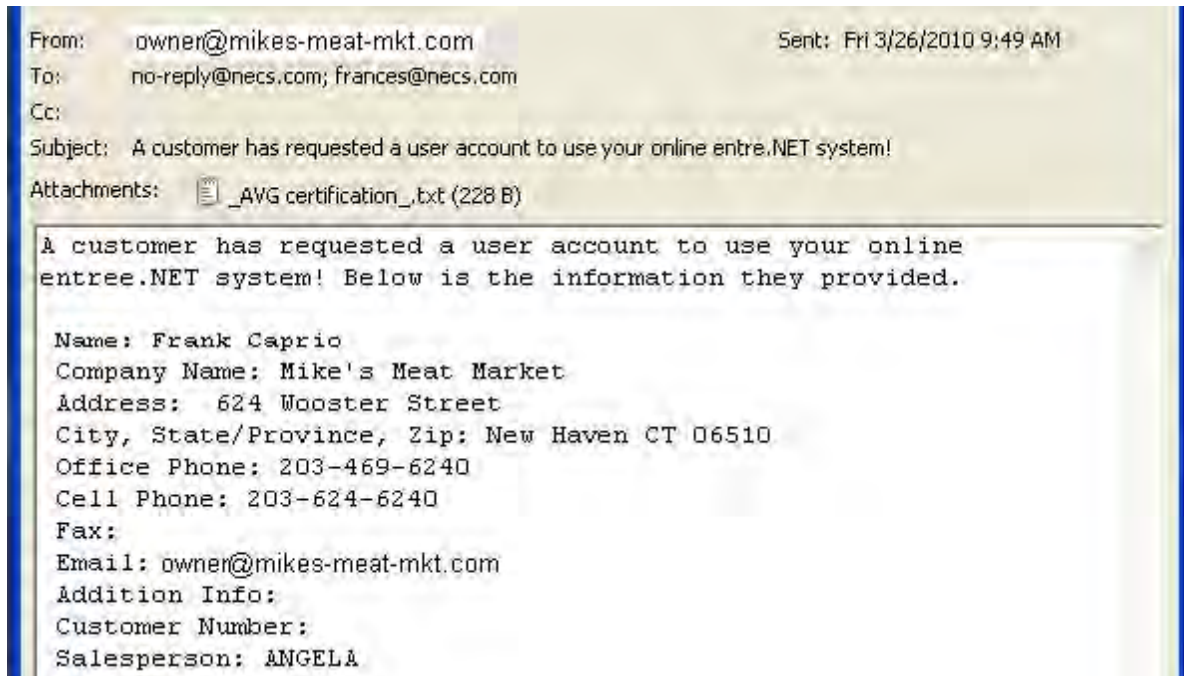 From: owner@mikes-meat-mkt.com Sent: Fri 3/26/2010 9:49 AM
To: no-reply@necs.com; frances@necs.com
Cc:
Subject: A customer has requested a user account to use your online entre.NET system!
Attachments: _AVG certification_.txt (228 B)
A customer has requested a user account to use your online
entree.NET system! Below is the information they provided.
Name: Frank Caprio
Company Name: Mike's Meat Market
Address: 624 Wooster Street
City, State/Province, Zip: New Haven CT 06510
Office Phone: 203-469-6240
Cell Phone: 203-624-6240
Fax:
Email: owner@mikes-meat-mkt.com
Addition Info:
Customer Number:
Salesperson: ANGELA